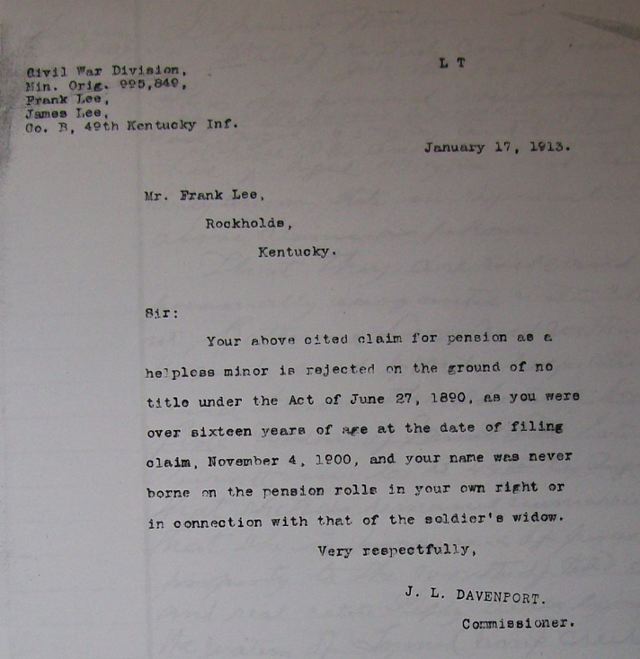 L T
Civil War Division,
Min. Orig. 995,849,
Frank Lee,
James Lee,
Co. B, 49th Kentucky Inf.
January 17, 1913.
Mr. Frank Lee,
Rockholds,
Kentucky.
Sir:
Your above cited claim for pension as a
helpless minor is rejected on the ground of no
title under the Act of June 27, 1890, as you were
over sixteen years of age at the date of filing
claim, November 4, 1900, and your name was never
borne on the pension rolls in your own right or
in connection with that of the soldier's widow.
Very respectfully,
J. L. DAVENPORT.
Commissioner.